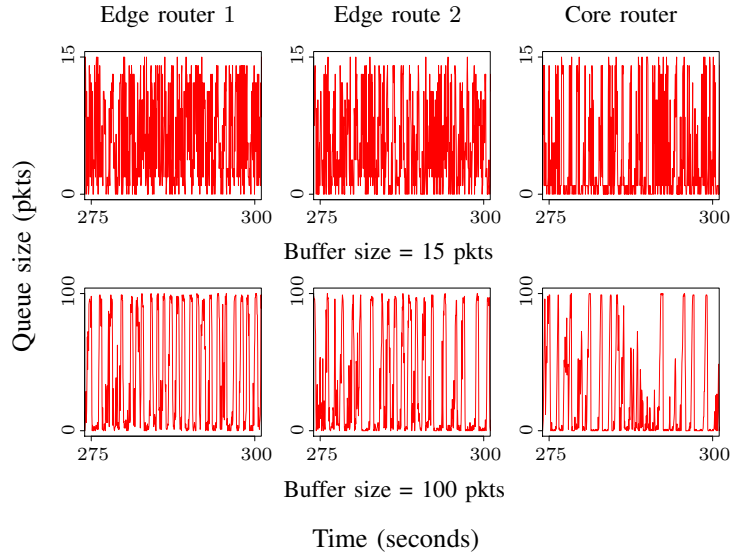 Edge router 1 Edge route 2 Core router
Queue size (pkts)
15 15 15
0 0 0
275 300 275 300 275 300
Buffer size = 15 pkts
100 100 100
0 0 0
275 300 275 300 275 300
Buffer size = 100 pkts
Time (seconds)